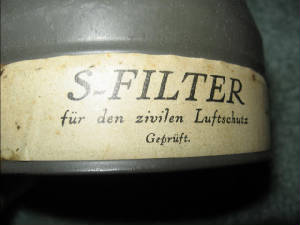 S-FILTER
für den zivilen Luftschutz
Geprüft.